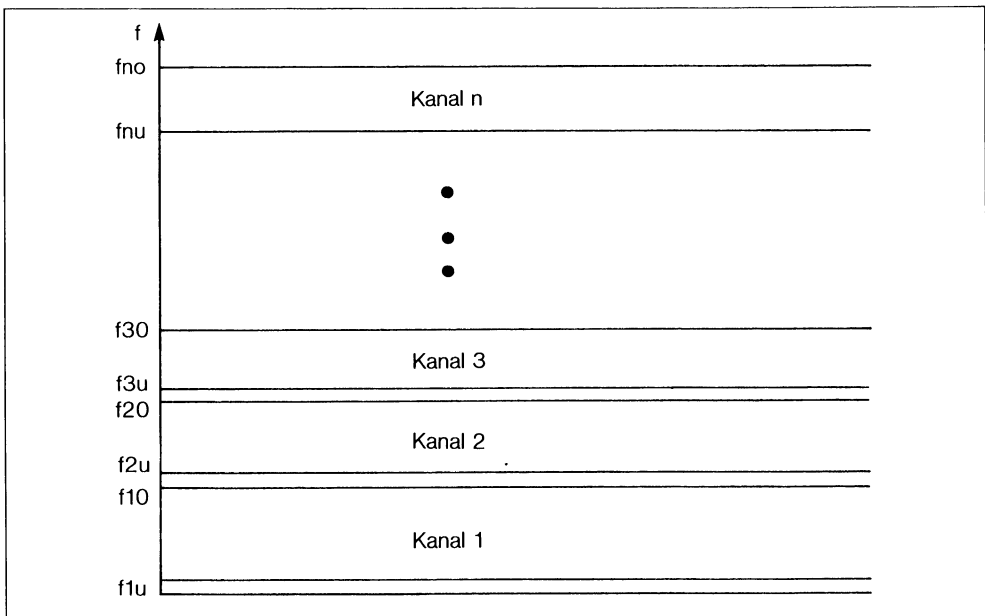 f
fno
Kanal n
fnu
f30
Kanal 3
f3u
f20
Kanal 2
f2u
f10
Kanal 1
f1u